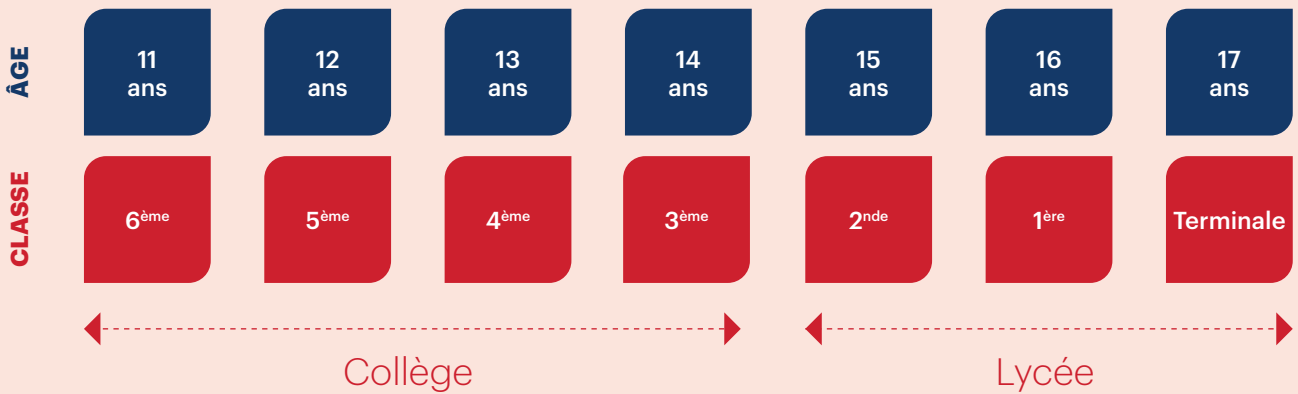 ÂGE
11 ans
12 ans
13 ans
14 ans
15 ans
16 ans
17 ans
CLASSE
6ème
5ème
4ème
3ème
2nde
1ère
Terminale
Collège
Lycée